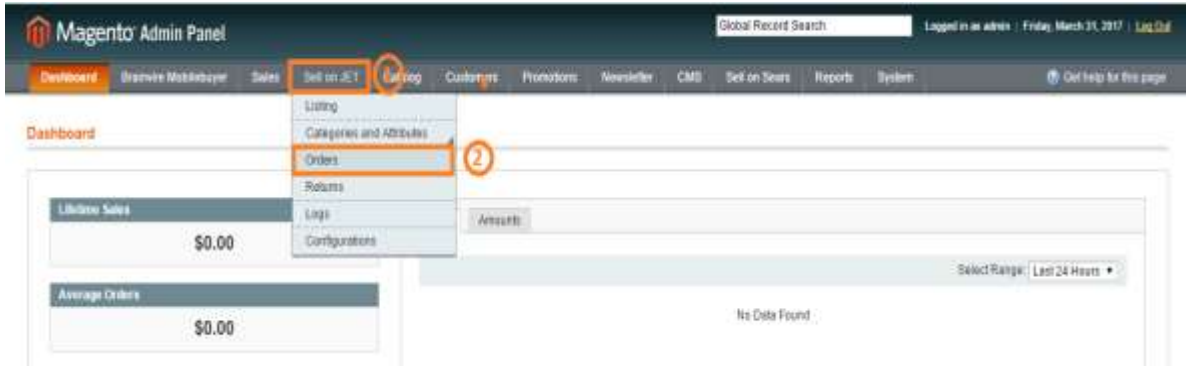 Magento Admin Panel
Global Record Search
Logged in as admin | Friday, March 31, 2017 | Log Out
Dashboard Sales Sell on JET Catalog Customers Promotions Newsletter CMS Sell on Sears Reports System Get help for this page
Listing
Categories and Attributes
Dashboard
Orders
2
Returns
Lifetime Sales
Logs
Amounts
$0.00
Configurations
Select Range: Last 24 Hours
Average Orders
No Data Found
$0.00